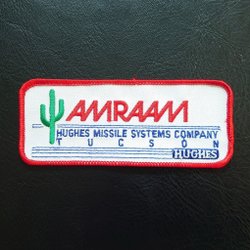 AMRAAM
HUGHES MISSILE SYSTEMS COMPANY
TUCSON
HUGHES